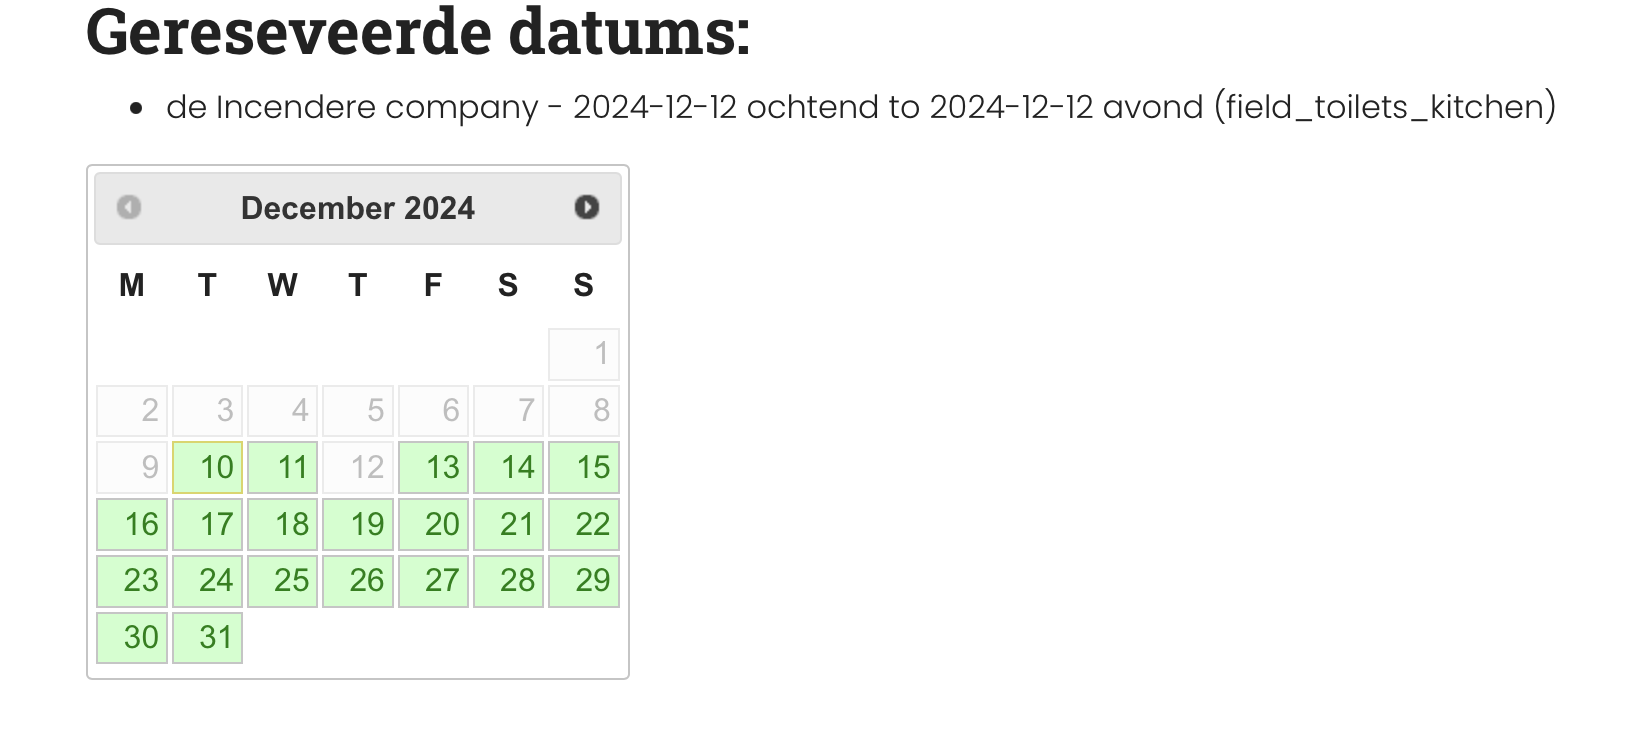 Gereseveerde datums:
de Incendere company - 2024-12-12 ochtend to 2024-12-12 avond (field_toilets_kitchen)
December 2024
M T W T F S S
1
2 3 4 5 6 7 8
9 10 11 12 13 14 15
16 17 18 19 20 21 22
23 24 25 26 27 28 29
30 31